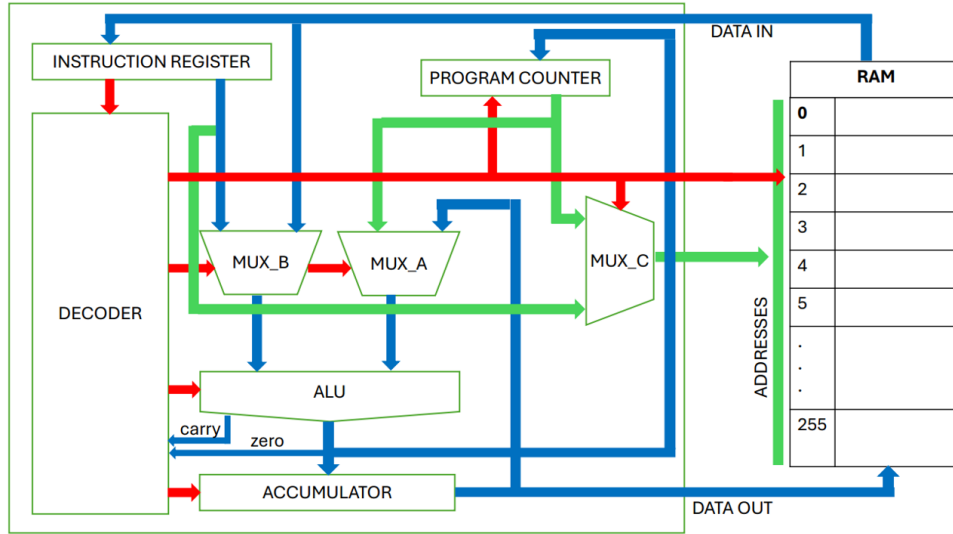 DATA IN
INSTRUCTION REGISTER
PROGRAM COUNTER
RAM
0
1
2
3
4
5
.
.
.
255
MUX_B
MUX_A
MUX_C
DECODER
ADDRESSES
ALU
carry
zero
ACCUMULATOR
DATA OUT